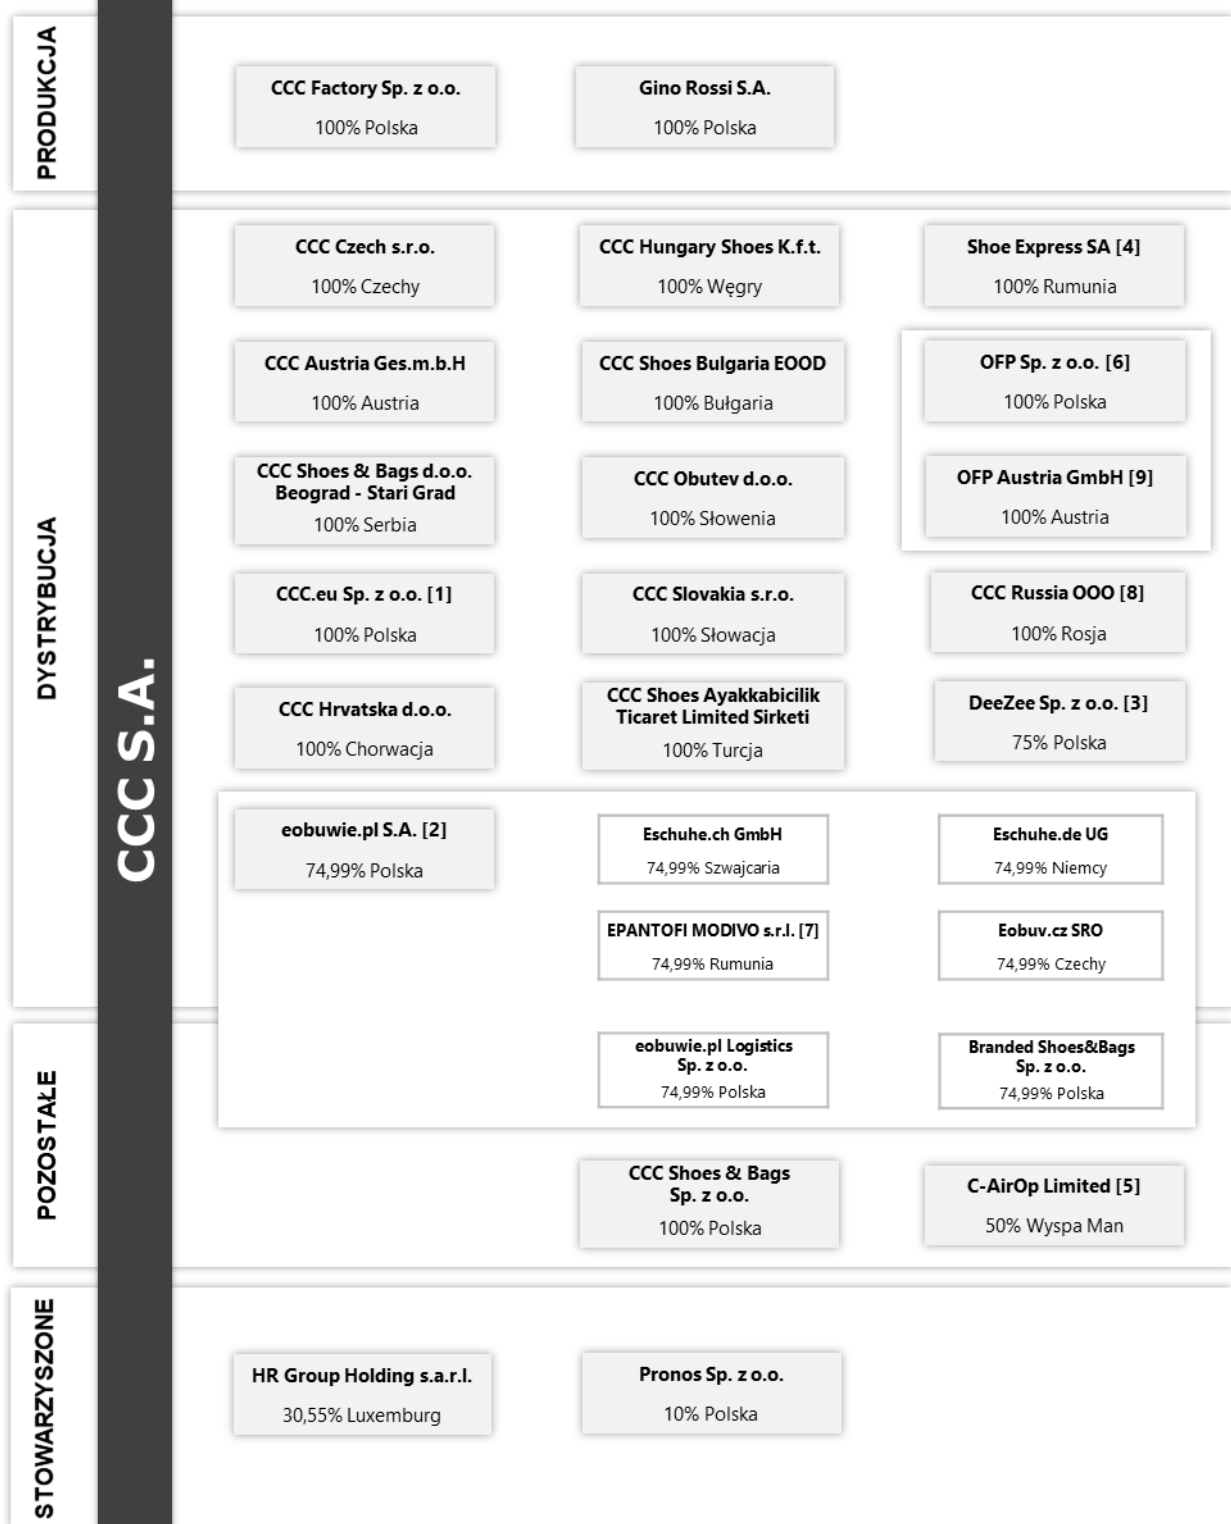 PRODUKCJA
CCC Factory Sp. z o.o.
100% Polska
Gino Rossi S.A.
100% Polska
DYSTRYBUCJA
CCC S.A.
CCC Czech s.r.o.
100% Czechy
CCC Hungary Shoes K.f.t.
100% Węgry
Shoe Express SA [4]
100% Rumunia
CCC Austria Ges.m.b.H
100% Austria
CCC Shoes Bulgaria EOOD
100% Bułgaria
OFP Sp. z o.o. [6]
100% Polska
CCC Shoes & Bags d.o.o.
Beograd - Stari Grad
100% Serbia
CCC Obutev d.o.o.
100% Słowenia
OFP Austria GmbH [9]
100% Austria
CCC.eu Sp. z o.o. [1]
100% Polska
CCC Slovakia s.r.o.
100% Słowacja
CCC Russia OOO [8]
100% Rosja
CCC Hrvatska d.o.o.
100% Chorwacja
CCC Shoes Ayakkabicilik
Ticaret Limited Sirketi
100% Turcja
DeeZee Sp. z o.o. [3]
75% Polska
eobuwie.pl S.A. [2]
74,99% Polska
Eschuhe.ch GmbH
74,99% Szwajcaria
Eschuhe.de UG
74,99% Niemcy
EPANTOFI MODIVO s.r.l. [7]
74,99% Rumunia
Eobuv.cz SRO
74,99% Czechy
POZOSTAŁE
eobuwie.pl Logistics
Sp. z o.o.
74,99% Polska
Branded Shoes&Bags
Sp. z o.o.
74,99% Polska
CCC Shoes & Bags
Sp. z o.o.
100% Polska
C-AirOp Limited [5]
50% Wyspa Man
STOWARZYSZONE
HR Group Holding s.a.r.l.
30,55% Luxemburg
Pronos Sp. z o.o.
10% Polska